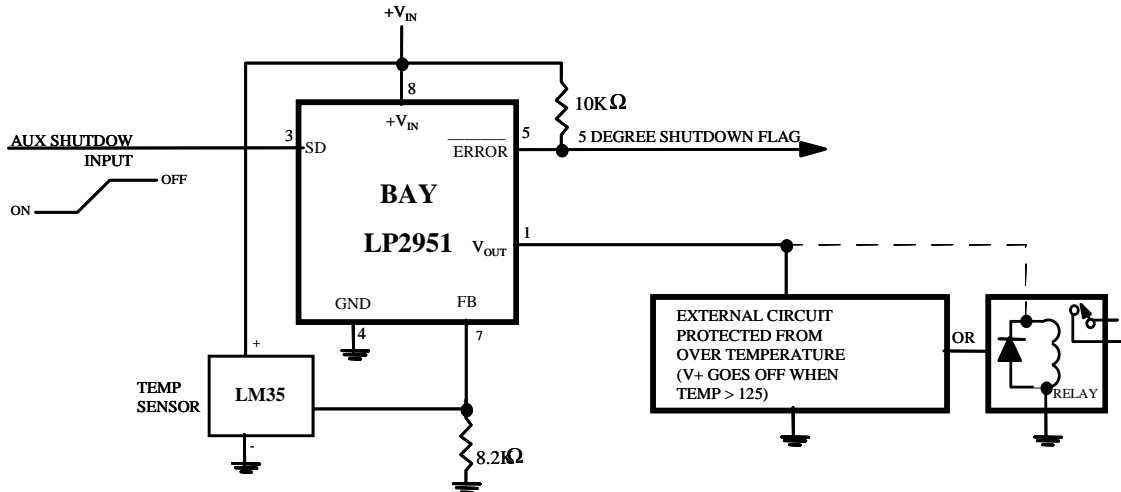 +VIN
8
10KΩ
+VIN
AUX SHUTDOW
INPUT
3
SD
ERROR
5
5 DEGREE SHUTDOWN FLAG
ON
OFF
BAY
LP2951
VOUT
1
GND
FB
4
7
EXTERNAL CIRCUIT
PROTECTED FROM
OVER TEMPERATURE
(V+ GOES OFF WHEN
TEMP > 125)
OR
RELAY
+
TEMP
SENSOR
LM35
-
8.2KΩ